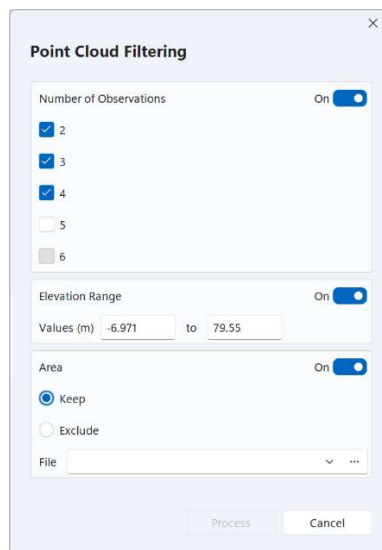 Point Cloud Filtering
Number of Observations On
2
3
4
5
6
Elevation Range On
Values (m) -6.971 to 79.55
Area On
Keep
Exclude
File
Process Cancel